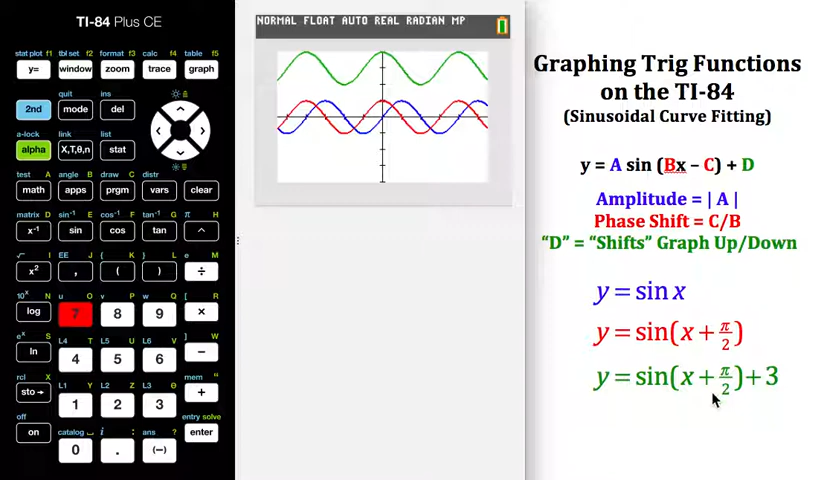 TI-84 Plus CE
NORMAL FLOAT AUTO REAL RADIAN MP
Graphing Trig Functions
on the TI-84
(Sinusoidal Curve Fitting)
y = A sin (Bx – C) + D
Amplitude = | A |
Phase Shift = C/B
“D” = “Shifts” Graph Up/Down
y = sin x
y = sin(x + π/2)
y = sin(x + π/2) + 3
stat plot f1 tblset f2 format f3 calc f4 table f5
y= window zoom trace graph
quit ins
2nd mode del
a-lock link list
alpha X,T,θ,n stat
test A angle B draw C distr
math apps prgm vars clear
matrix D sin⁻¹ E cos⁻¹ F tan⁻¹ G π H
x⁻¹ sin cos tan ^
√ I EE J { K } L e M
x² , ( ) ÷
10ˣ N u O v P w Q [ R
log 7 8 9 ×
eˣ S L4 T L5 U L6 V ] W
ln 4 5 6 −
rcl X L1 Y L2 Z L3 θ mem "
sto→ 1 2 3 +
off catalog i : ans ? entry solve
on 0 . (−) enter